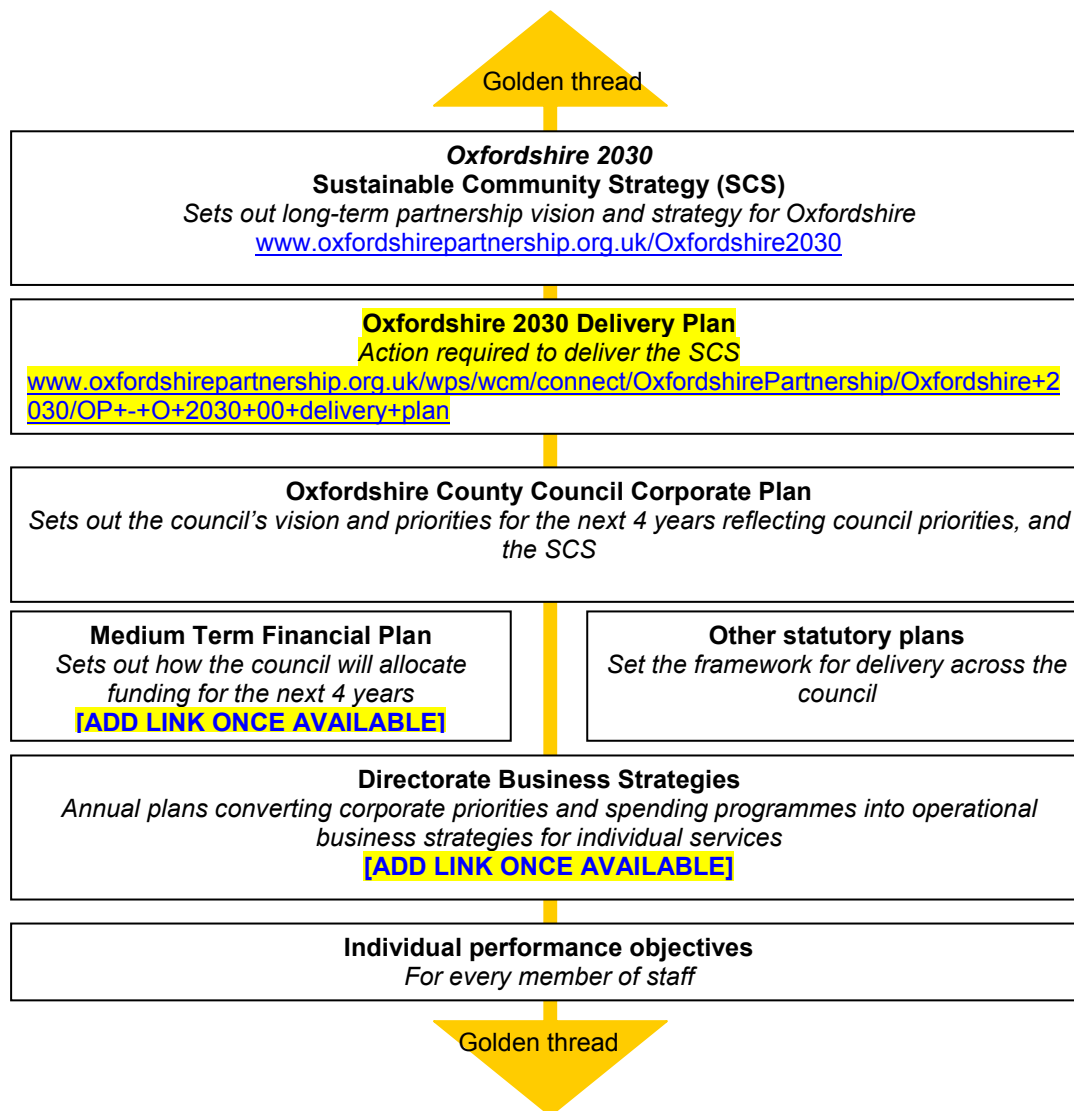 Golden thread
Oxfordshire 2030
Sustainable Community Strategy (SCS)
Sets out long-term partnership vision and strategy for Oxfordshire
www.oxfordshirepartnership.org.uk/Oxfordshire2030
Oxfordshire 2030 Delivery Plan
Action required to deliver the SCS
www.oxfordshirepartnership.org.uk/wps/wcm/connect/OxfordshirePartnership/Oxfordshire+2
030/OP+-+O+2030+00+delivery+plan
Oxfordshire County Council Corporate Plan
Sets out the council's vision and priorities for the next 4 years reflecting council priorities, and
the SCS
Medium Term Financial Plan
Sets out how the council will allocate
funding for the next 4 years
[ADD LINK ONCE AVAILABLE]
Other statutory plans
Set the framework for delivery across the
council
Directorate Business Strategies
Annual plans converting corporate priorities and spending programmes into operational
business strategies for individual services
[ADD LINK ONCE AVAILABLE]
Individual performance objectives
For every member of staff
Golden thread